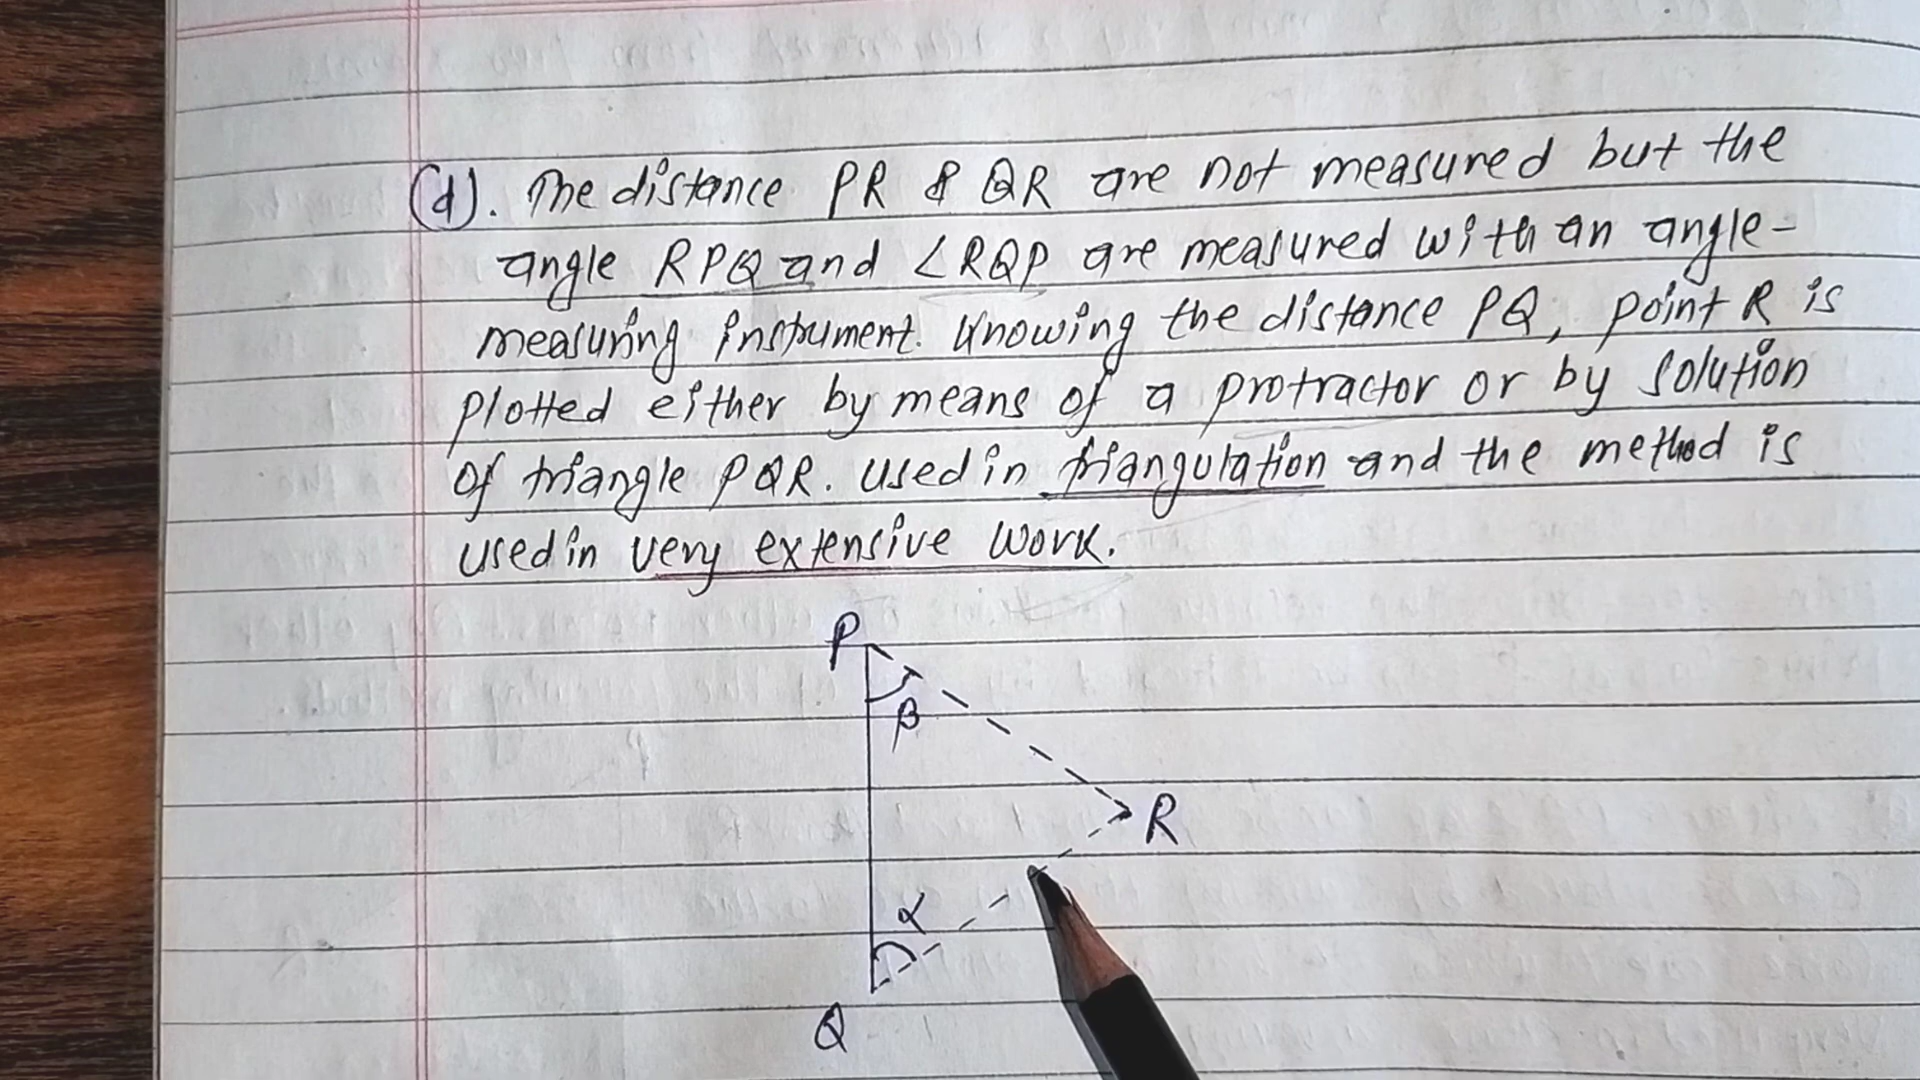 (d). The distance PR & QR are not measured but the
angle RPQ and ∠RQP are measured with an angle-
measuring instrument. Knowing the distance PQ, point R is
plotted either by means of a protractor or by solution
of triangle PQR. used in triangulation and the method is
used in very extensive work.
P
β
R
α
Q